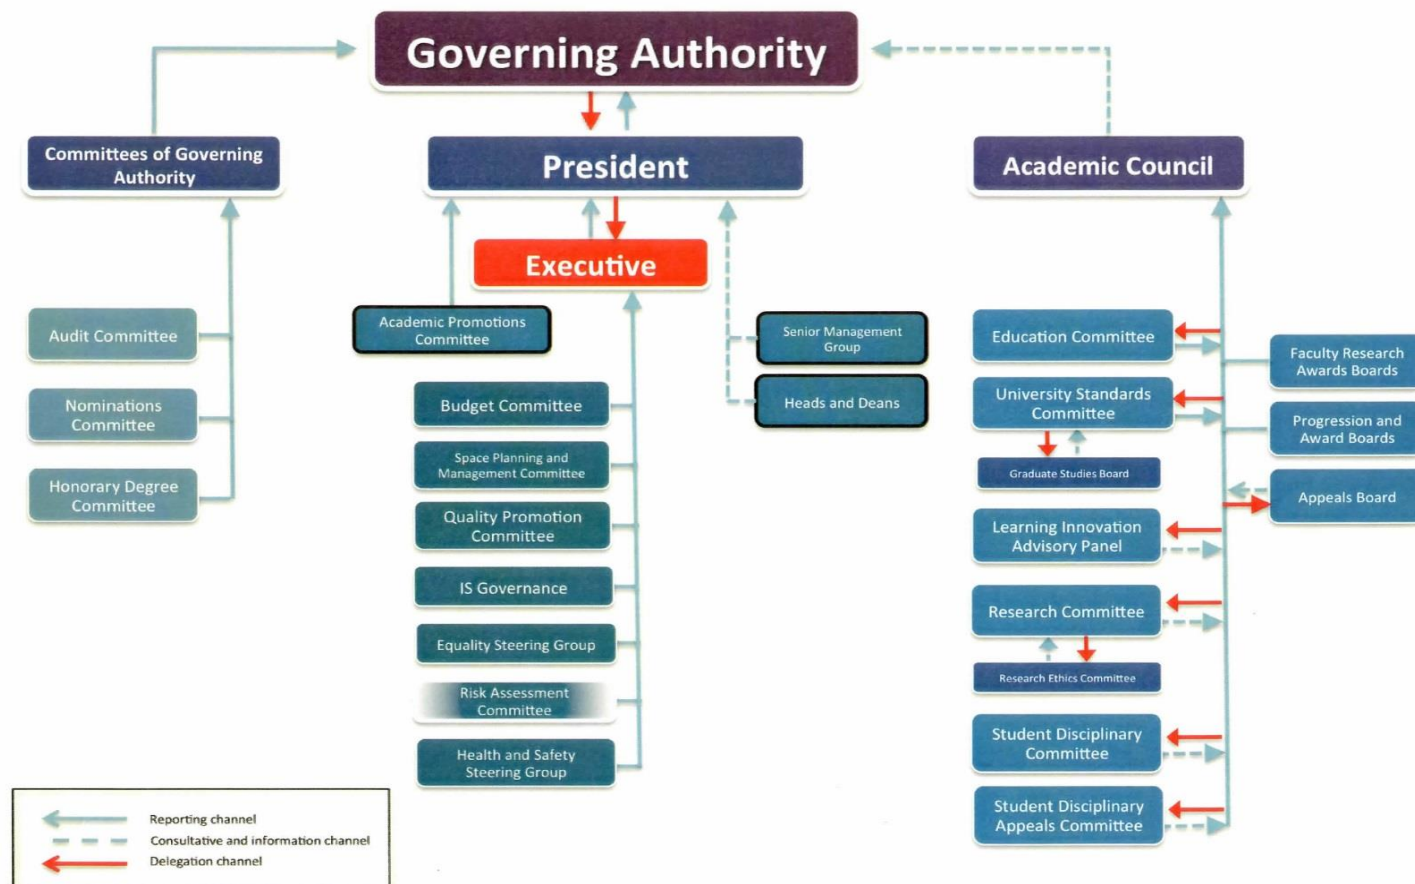 Governing Authority
Committees of Governing
Authority
President
Academic Council
Executive
Audit Committee
Nominations
Committee
Honorary Degree
Committee
Academic Promotions
Committee
Senior Management
Group
Heads and Deans
Budget Committee
Space Planning and
Management Committee
Quality Promotion
Committee
IS Governance
Equality Steering Group
Risk Assessment
Committee
Health and Safety
Steering Group
Education Committee
University Standards
Committee
Graduate Studies Board
Learning Innovation
Advisory Panel
Research Committee
Research Ethics Committee
Student Disciplinary
Committee
Student Disciplinary
Appeals Committee
Faculty Research
Awards Boards
Progression and
Award Boards
Appeals Board
Reporting channel
Consultative and information channel
Delegation channel